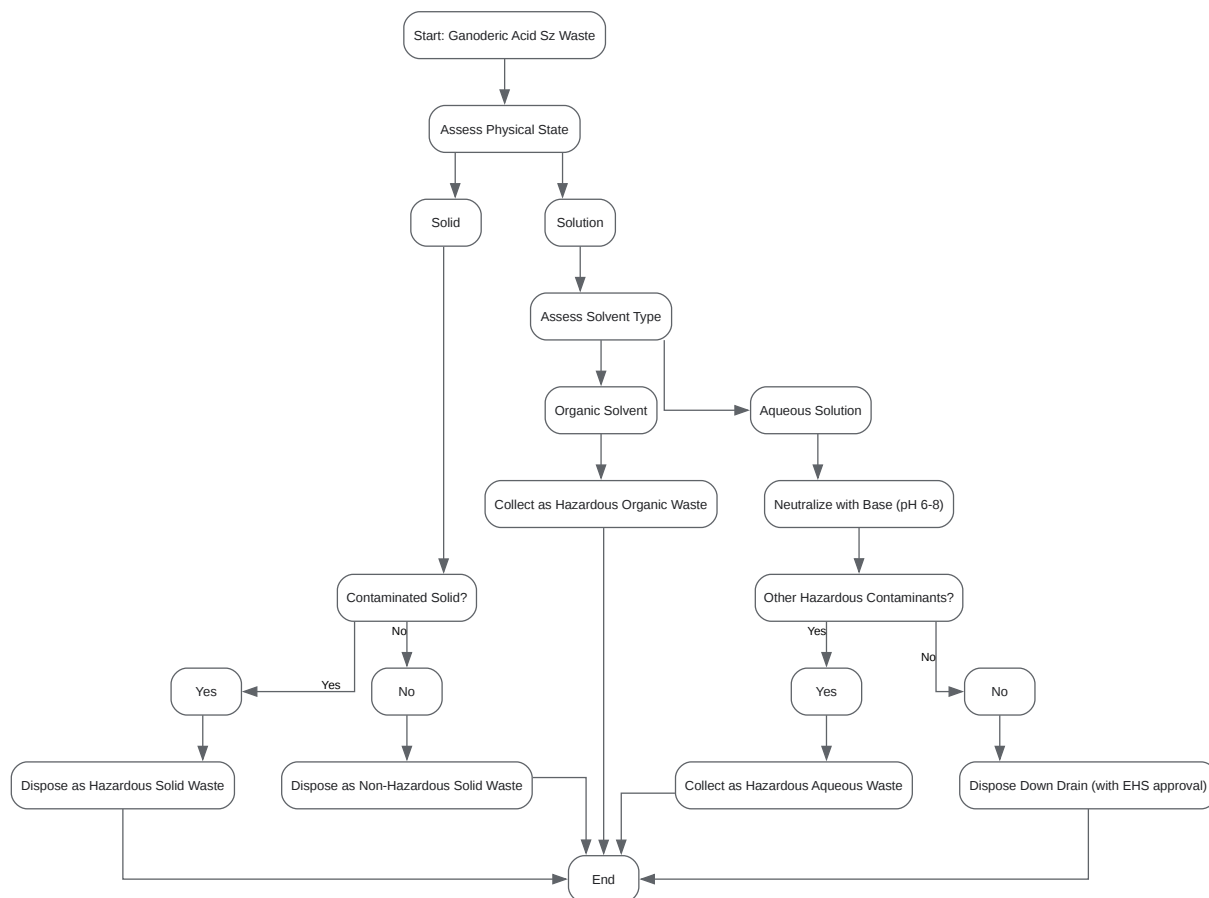 Start: Ganoderic Acid Sz Waste
Assess Physical State
Solid
Solution
Assess Solvent Type
Organic Solvent
Aqueous Solution
Collect as Hazardous Organic Waste
Neutralize with Base (pH 6-8)
Contaminated Solid?
Other Hazardous Contaminants?
No
Yes
Yes
No
Yes
No
Yes
No
Dispose as Hazardous Solid Waste
Dispose as Non-Hazardous Solid Waste
Collect as Hazardous Aqueous Waste
Dispose Down Drain (with EHS approval)
End